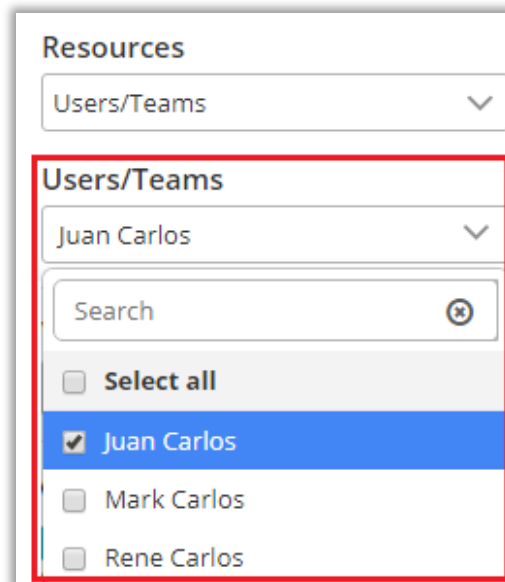 Resources
Users/Teams
Users/Teams
Juan Carlos
Search
Select all
Juan Carlos
Mark Carlos
Rene Carlos